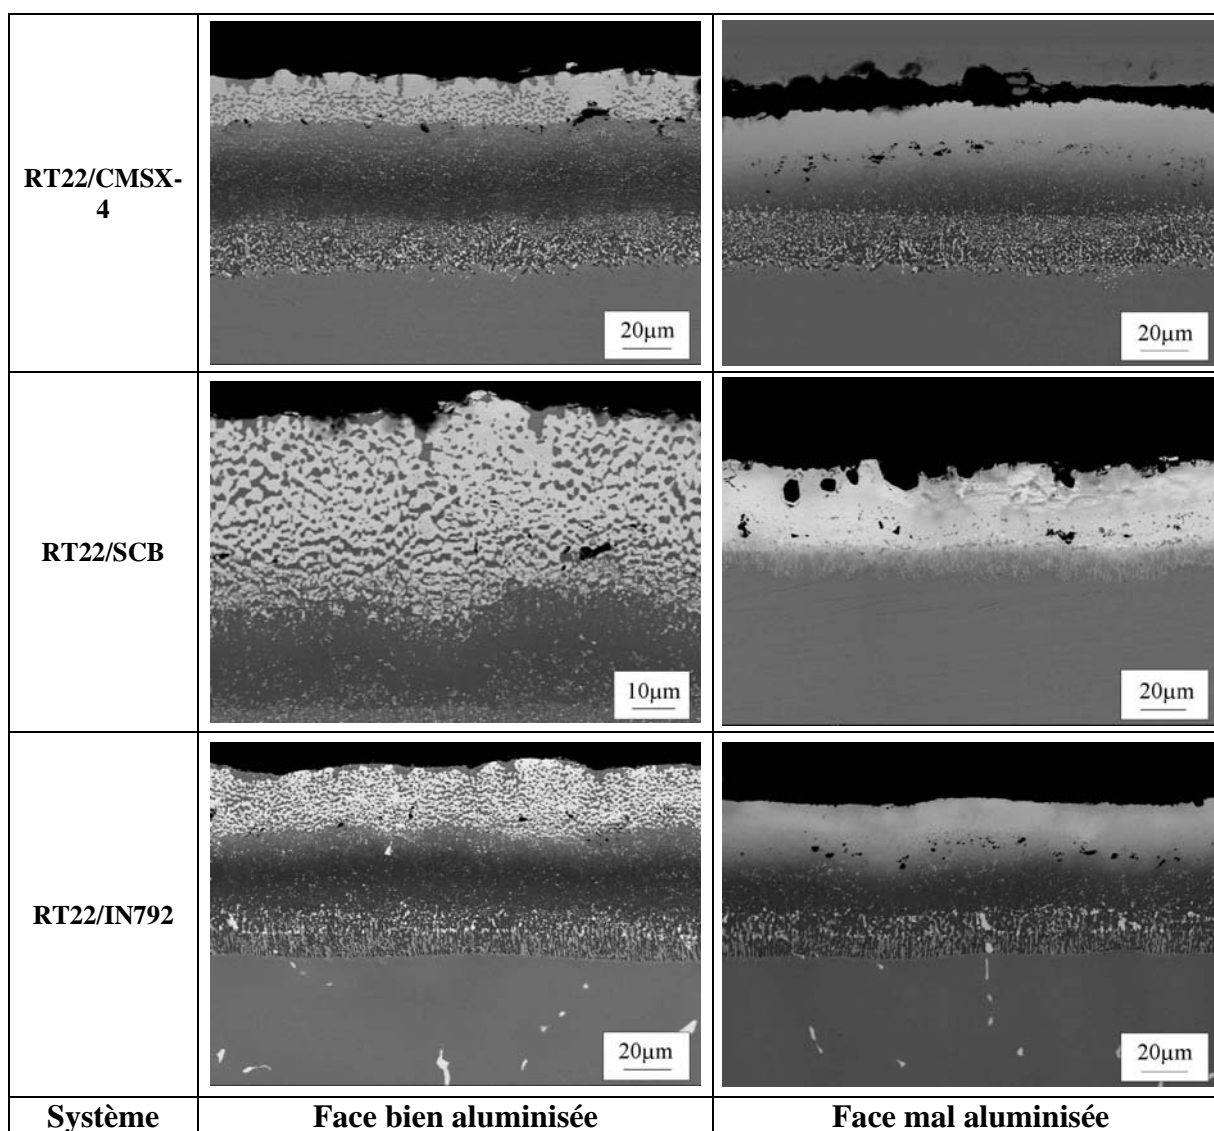 RT22/CMSX-
4
20µm
20µm
RT22/SCB
10µm
20µm
RT22/IN792
20µm
20µm
Système
Face bien aluminisée
Face mal aluminisée